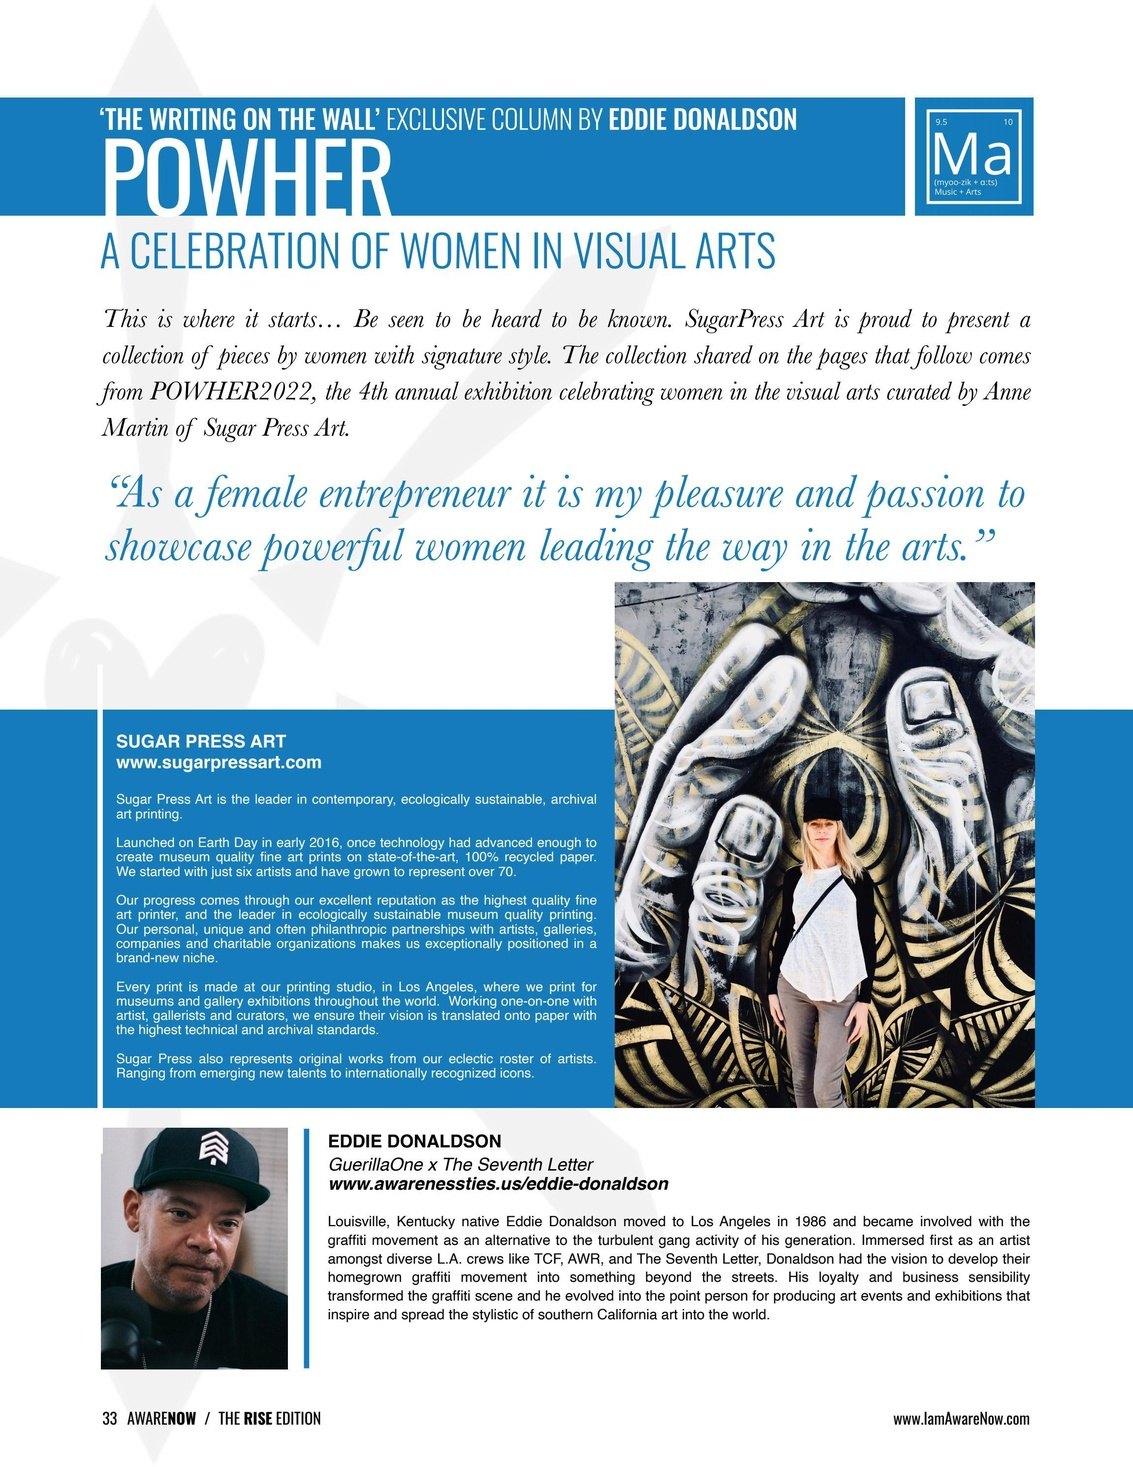 ‘THE WRITING ON THE WALL’ EXCLUSIVE COLUMN BY EDDIE DONALDSON
POWHER
9.5 10
Ma
(myoo-zik + ɑ:ts)
Music + Arts
A CELEBRATION OF WOMEN IN VISUAL ARTS
This is where it starts… Be seen to be heard to be known. SugarPress Art is proud to present a
collection of pieces by women with signature style. The collection shared on the pages that follow comes
from POWHER2022, the 4th annual exhibition celebrating women in the visual arts curated by Anne
Martin of Sugar Press Art.
“As a female entrepreneur it is my pleasure and passion to
showcase powerful women leading the way in the arts.”
SUGAR PRESS ART
www.sugarpressart.com
Sugar Press Art is the leader in contemporary, ecologically sustainable, archival
art printing.
Launched on Earth Day in early 2016, once technology had advanced enough to
create museum quality fine art prints on state-of-the-art, 100% recycled paper.
We started with just six artists and have grown to represent over 70.
Our progress comes through our excellent reputation as the highest quality fine
art printer, and the leader in ecologically sustainable museum quality printing.
Our personal, unique and often philanthropic partnerships with artists, galleries,
companies and charitable organizations makes us exceptionally positioned in a
brand-new niche.
Every print is made at our printing studio, in Los Angeles, where we print for
museums and gallery exhibitions throughout the world. Working one-on-one with
artist, gallerists and curators, we ensure their vision is translated onto paper with
the highest technical and archival standards.
Sugar Press also represents original works from our eclectic roster of artists.
Ranging from emerging new talents to internationally recognized icons.
EDDIE DONALDSON
GuerillaOne x The Seventh Letter
www.awarenessties.us/eddie-donaldson
Louisville, Kentucky native Eddie Donaldson moved to Los Angeles in 1986 and became involved with the
graffiti movement as an alternative to the turbulent gang activity of his generation. Immersed first as an artist
amongst diverse L.A. crews like TCF, AWR, and The Seventh Letter, Donaldson had the vision to develop their
homegrown graffiti movement into something beyond the streets. His loyalty and business sensibility
transformed the graffiti scene and he evolved into the point person for producing art events and exhibitions that
inspire and spread the stylistic of southern California art into the world.
33 AWARENOW / THE RISE EDITION
www.IamAwareNow.com